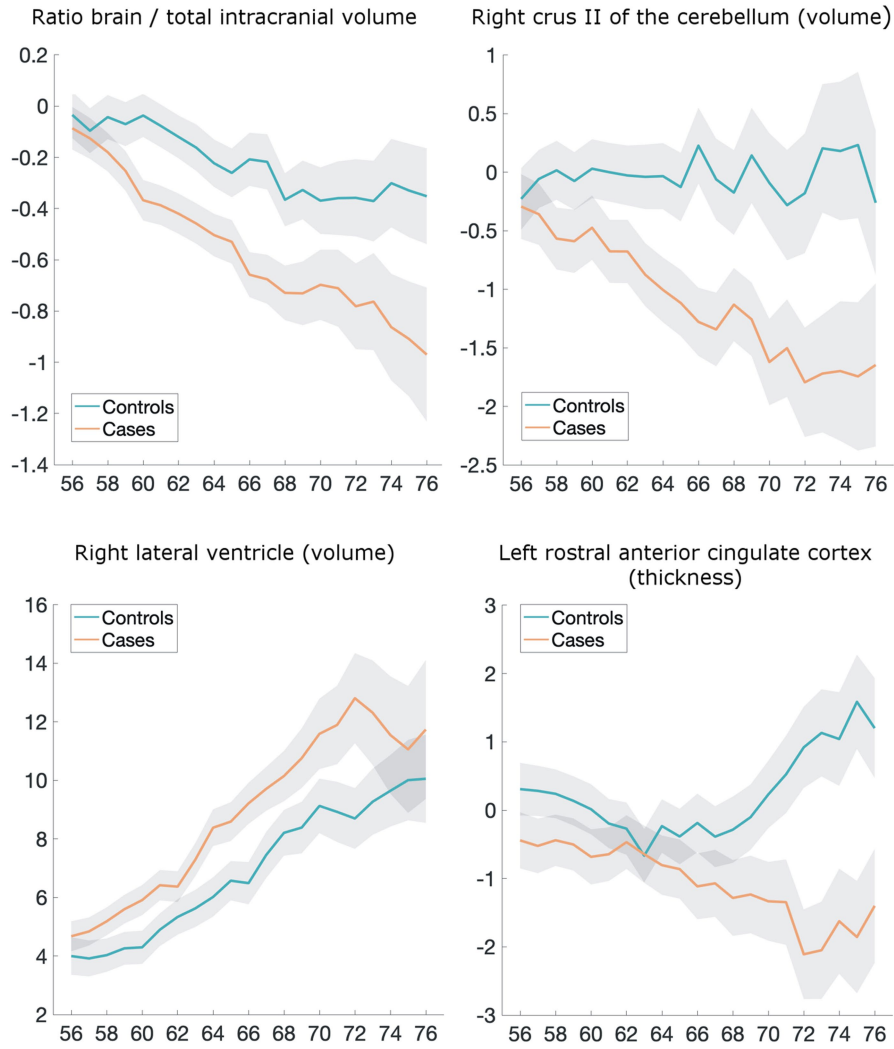 Ratio brain / total intracranial volume
0.2
0
-0.2
-0.4
-0.6
-0.8
-1
-1.2
-1.4
Controls
Cases
56 58 60 62 64 66 68 70 72 74 76
Right crus II of the cerebellum (volume)
1
0.5
0
-0.5
-1
-1.5
-2
-2.5
Controls
Cases
56 58 60 62 64 66 68 70 72 74 76
Right lateral ventricle (volume)
16
14
12
10
8
6
4
2
Controls
Cases
56 58 60 62 64 66 68 70 72 74 76
Left rostral anterior cingulate cortex
(thickness)
3
2
1
0
-1
-2
-3
Controls
Cases
56 58 60 62 64 66 68 70 72 74 76